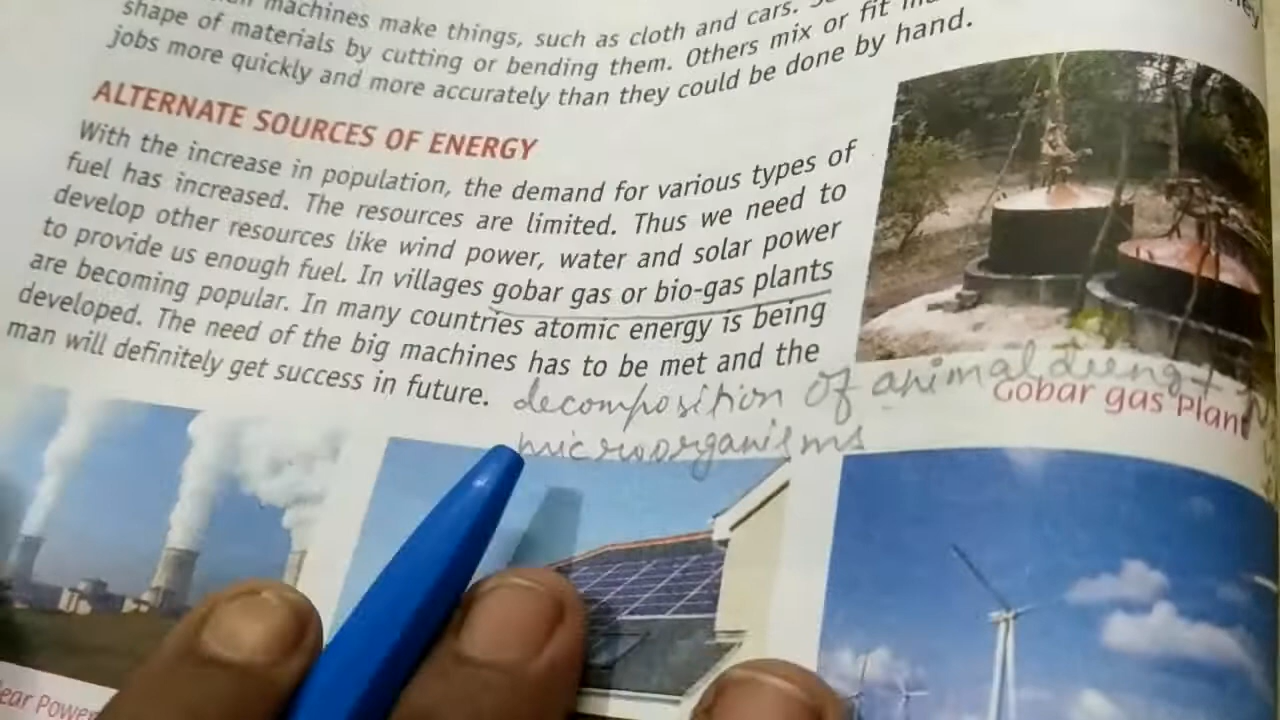 machines make things, such as cloth and cars.
shape of materials by cutting or bending them. Others mix or fit
jobs more quickly and more accurately than they could be done by hand.
ALTERNATE SOURCES OF ENERGY
With the increase in population, the demand for various types of
fuel has increased. The resources are limited. Thus we need to
develop other resources like wind power, water and solar power
to provide us enough fuel. In villages gobar gas or bio-gas plants
are becoming popular. In many countries atomic energy is being
developed. The need of the big machines has to be met and the
man will definitely get success in future.
decomposition of animal dung +
microorganisms
Gobar gas Plant
Power